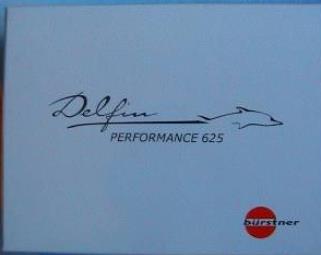 Delfin
PERFORMANCE 625
bürstner